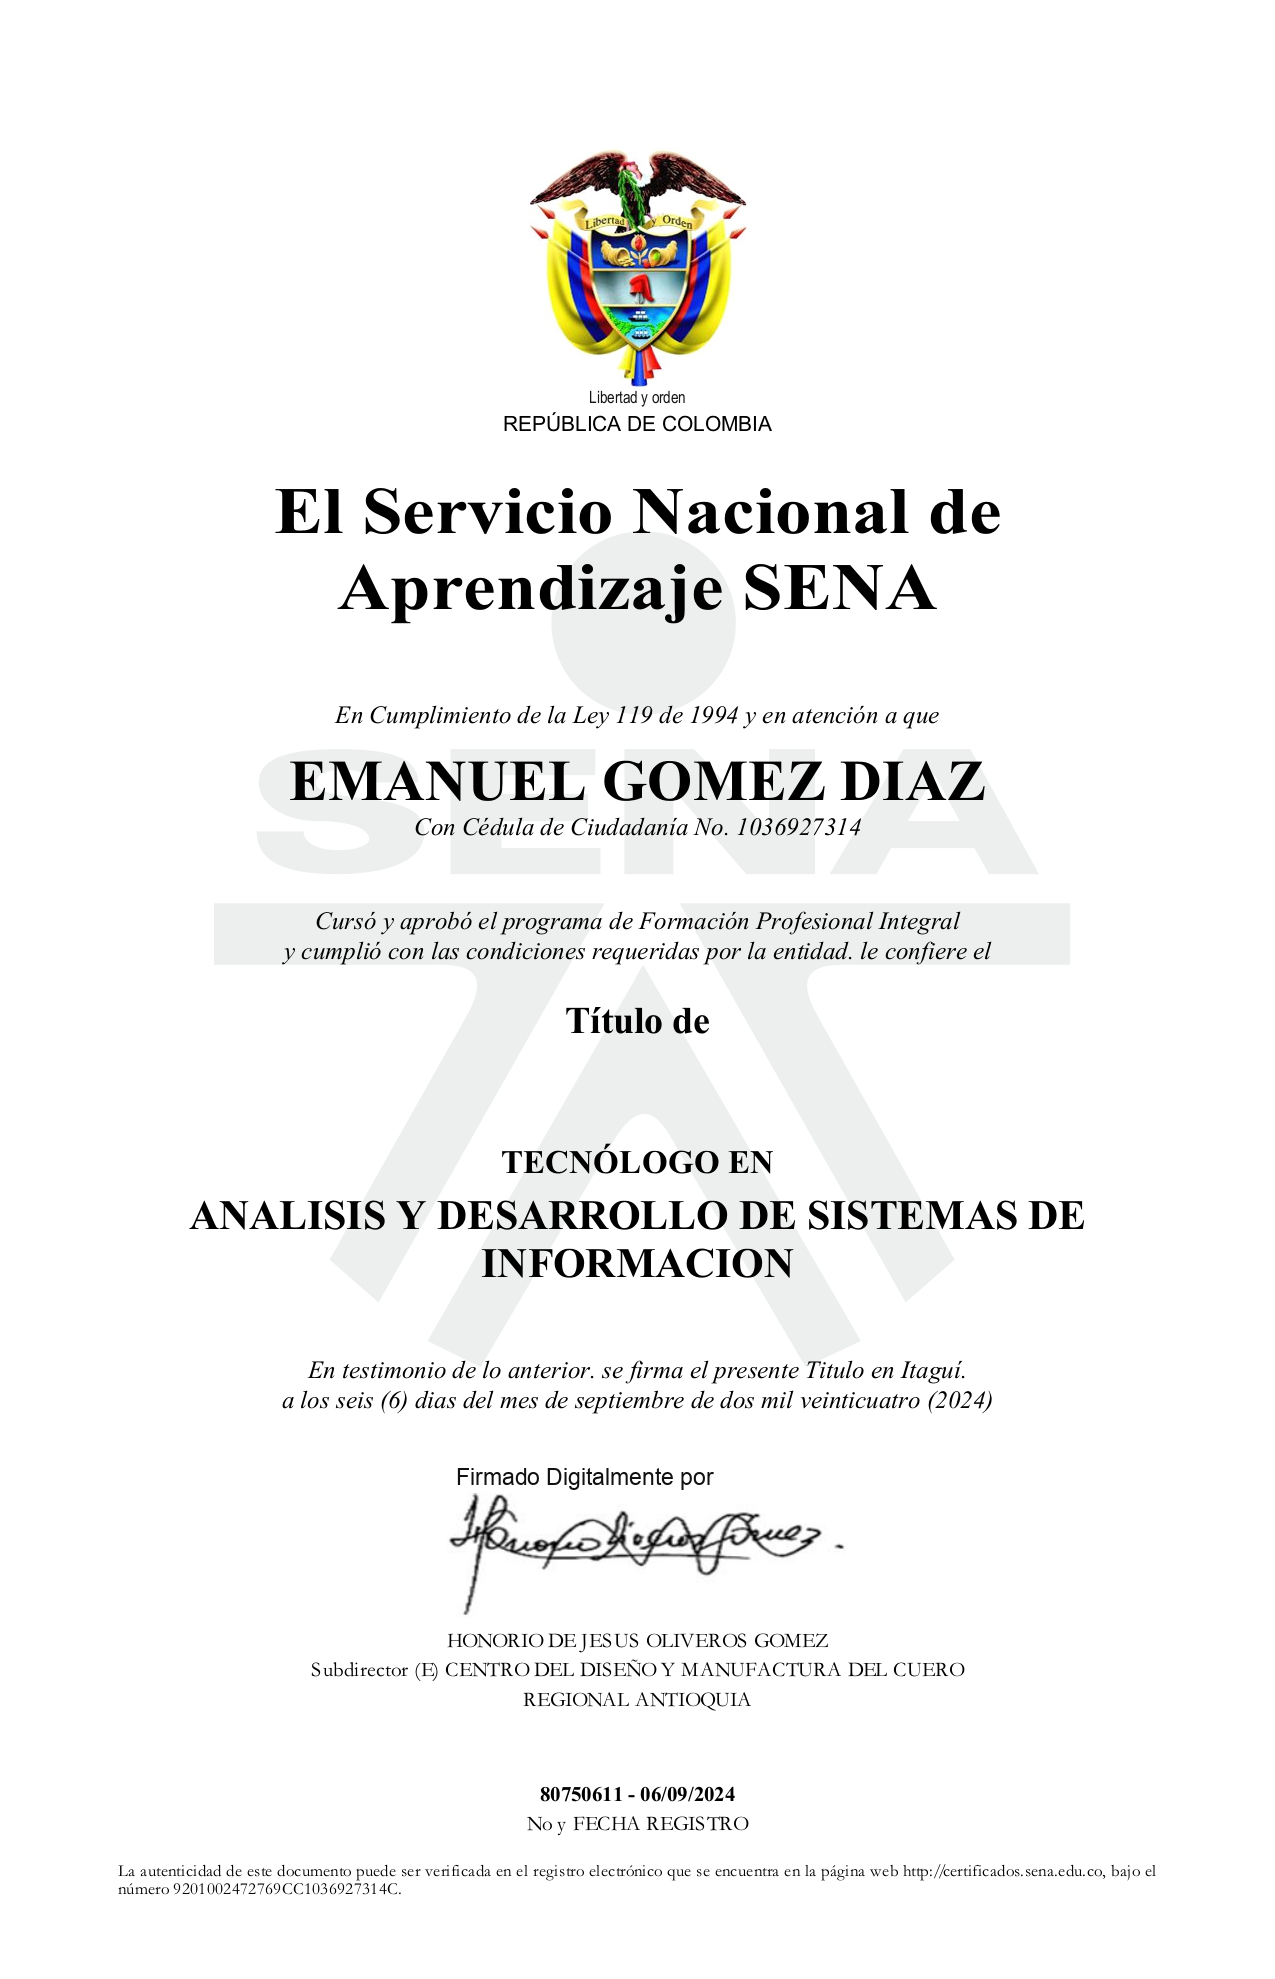 Libertad y Orden
Libertad y orden
REPÚBLICA DE COLOMBIA
El Servicio Nacional de
Aprendizaje SENA
En Cumplimiento de la Ley 119 de 1994 y en atención a que
SENA
EMANUEL GOMEZ DIAZ
Con Cédula de Ciudadanía No. 1036927314
Cursó y aprobó el programa de Formación Profesional Integral
y cumplió con las condiciones requeridas por la entidad. le confiere el
Título de
TECNÓLOGO EN
ANALISIS Y DESARROLLO DE SISTEMAS DE
INFORMACION
En testimonio de lo anterior. se firma el presente Titulo en Itaguí.
a los seis (6) dias del mes de septiembre de dos mil veinticuatro (2024)
Firmado Digitalmente por
HONORIO DE JESUS OLIVEROS GOMEZ
Subdirector (E) CENTRO DEL DISEÑO Y MANUFACTURA DEL CUERO
REGIONAL ANTIOQUIA
80750611 - 06/09/2024
No y FECHA REGISTRO
La autenticidad de este documento puede ser verificada en el registro electrónico que se encuentra en la página web http://certificados.sena.edu.co, bajo el
número 9201002472769CC1036927314C.